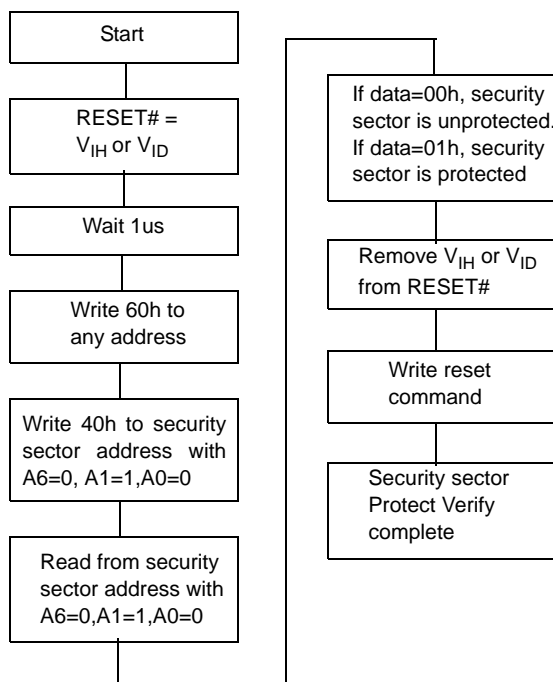 Start
RESET# =
VIH or VID
Wait 1us
Write 60h to
any address
Write 40h to security
sector address with
A6=0, A1=1,A0=0
Read from security
sector address with
A6=0,A1=1,A0=0
If data=00h, security
sector is unprotected.
If data=01h, security
sector is protected
Remove VIH or VID
from RESET#
Write reset
command
Security sector
Protect Verify
complete